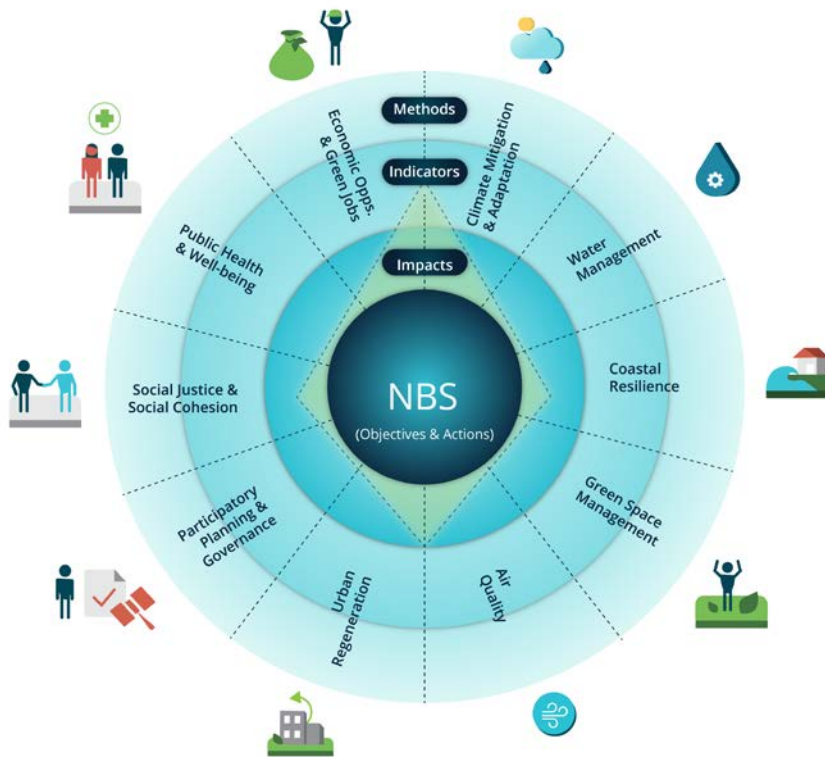 Methods
Indicators
Impacts
NBS
(Objectives & Actions)
Climate Mitigation
& Adaptation
Water
Management
Coastal
Resilience
Green Space
Management
Air
Quality
Urban
Regeneration
Participatory
Planning &
Governance
Social Justice &
Social Cohesion
Public Health
& Well-being
Economic Opps.
& Green Jobs